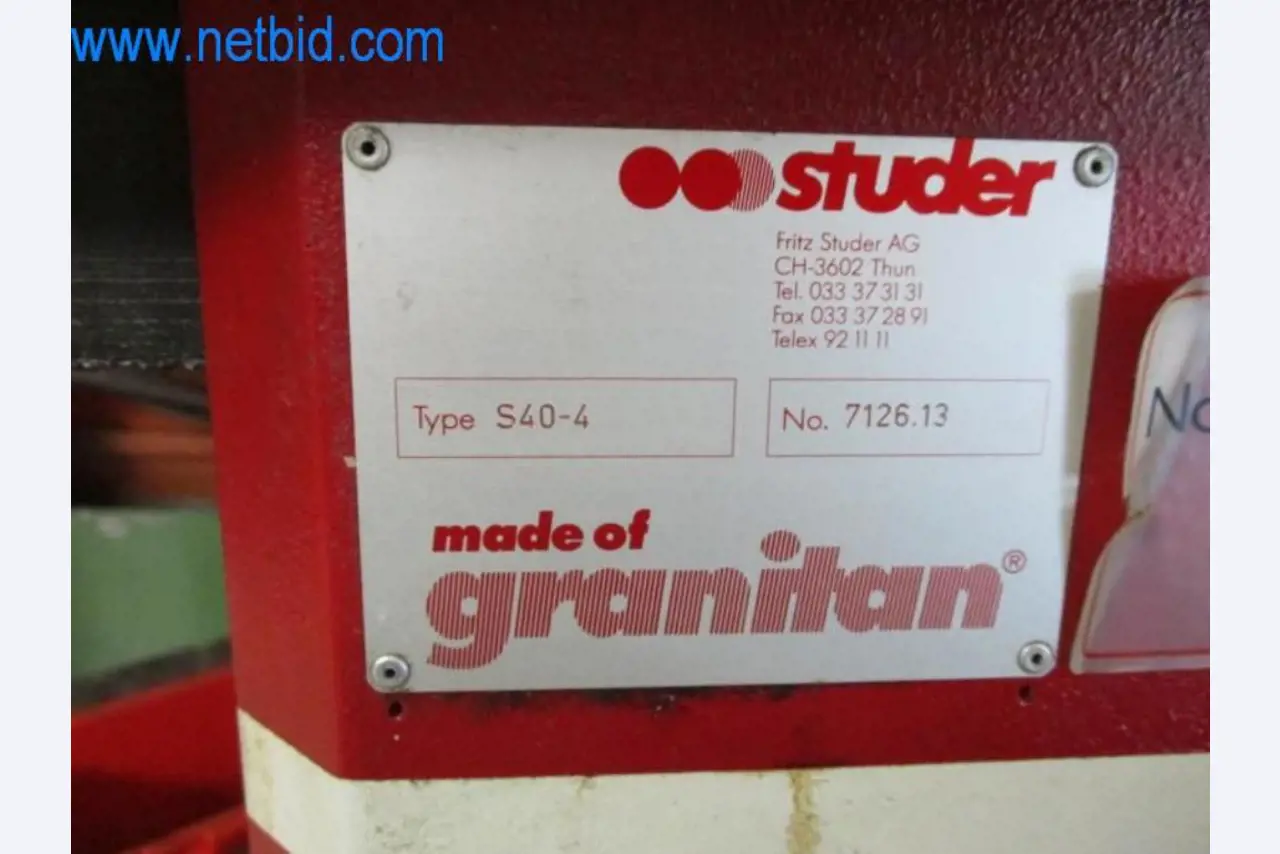 www.netbid.com
studer
Fritz Studer AG
CH-3602 Thun
Tel. 033 37 31 31
Fax 033 37 28 91
Telex 92 11 11
Type S40-4
No. 7126.13
made of
granitan®